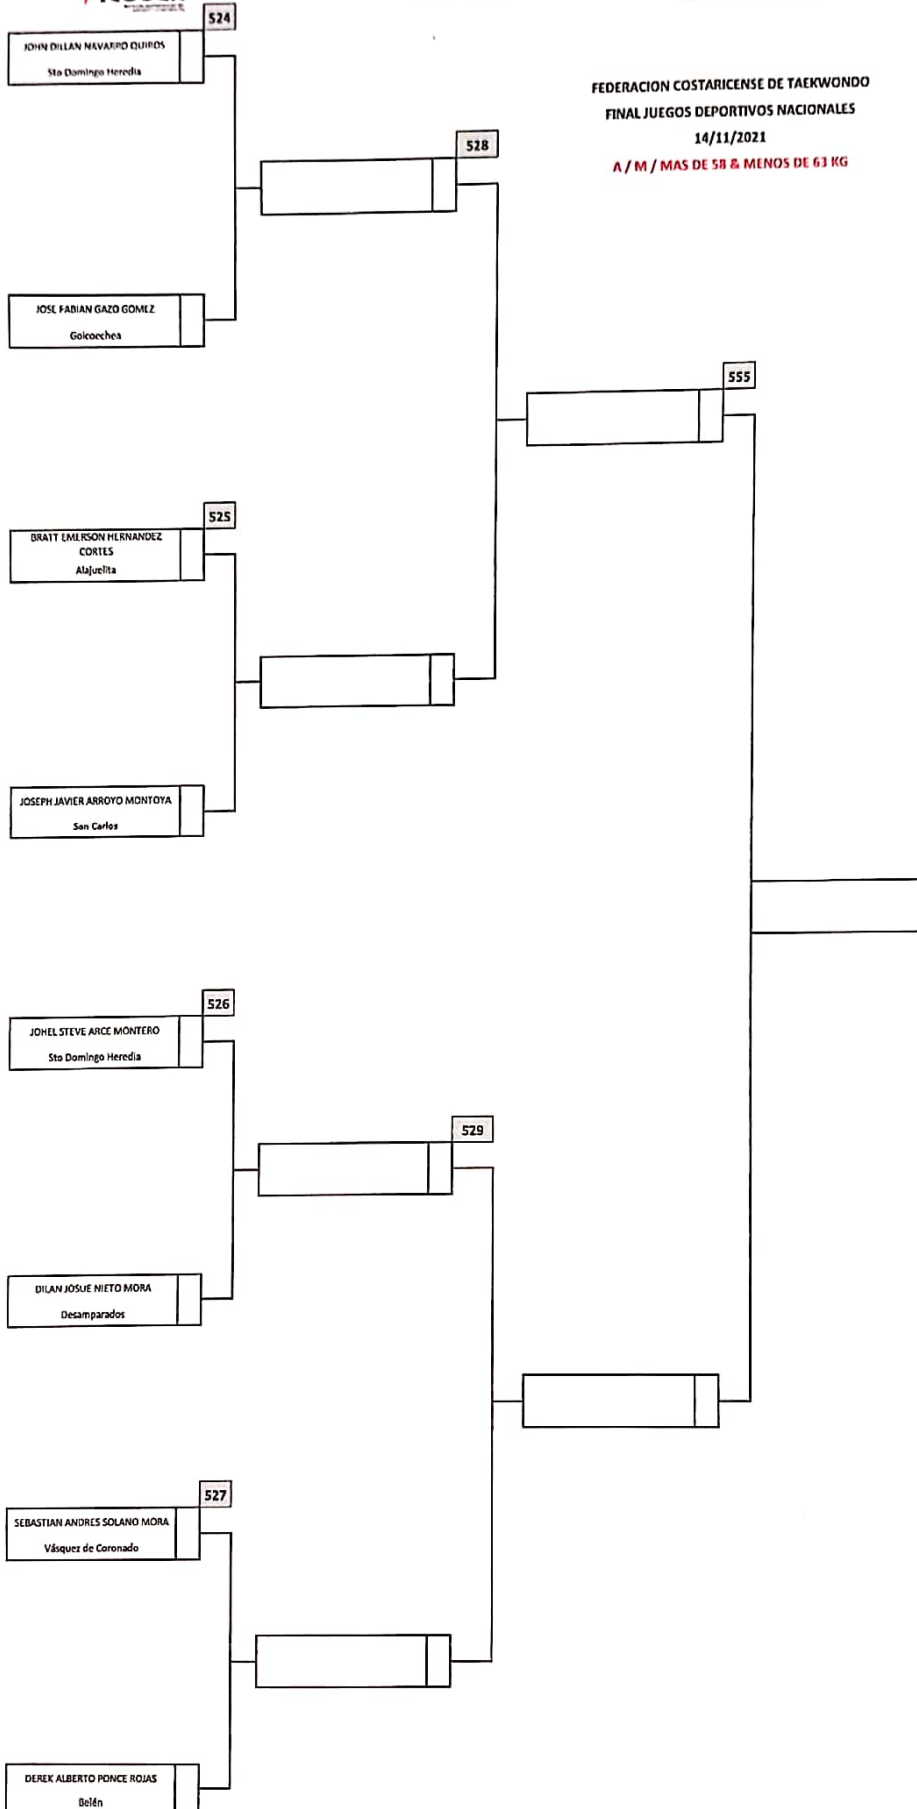 524
JOHN DILLAN NAVARRO QUIROS
Sto Domingo Heredia
FEDERACION COSTARICENSE DE TAEKWONDO
FINAL JUEGOS DEPORTIVOS NACIONALES
14/11/2021
A / M / MAS DE 58 & MENOS DE 63 KG
528
JOSE FABIAN GAZO GOMEZ
Goicoechea
555
525
BRATT EMERSON HERNANDEZ
CORTES
Alajuelita
JOSEPH JAVIER ARROYO MONTOYA
San Carlos
526
JOHEL STEVE ARCE MONTERO
Sto Domingo Heredia
529
DILAN JOSUE NIETO MORA
Desamparados
527
SEBASTIAN ANDRES SOLANO MORA
Vásquez de Coronado
DEREK ALBERTO PONCE ROJAS
Belén